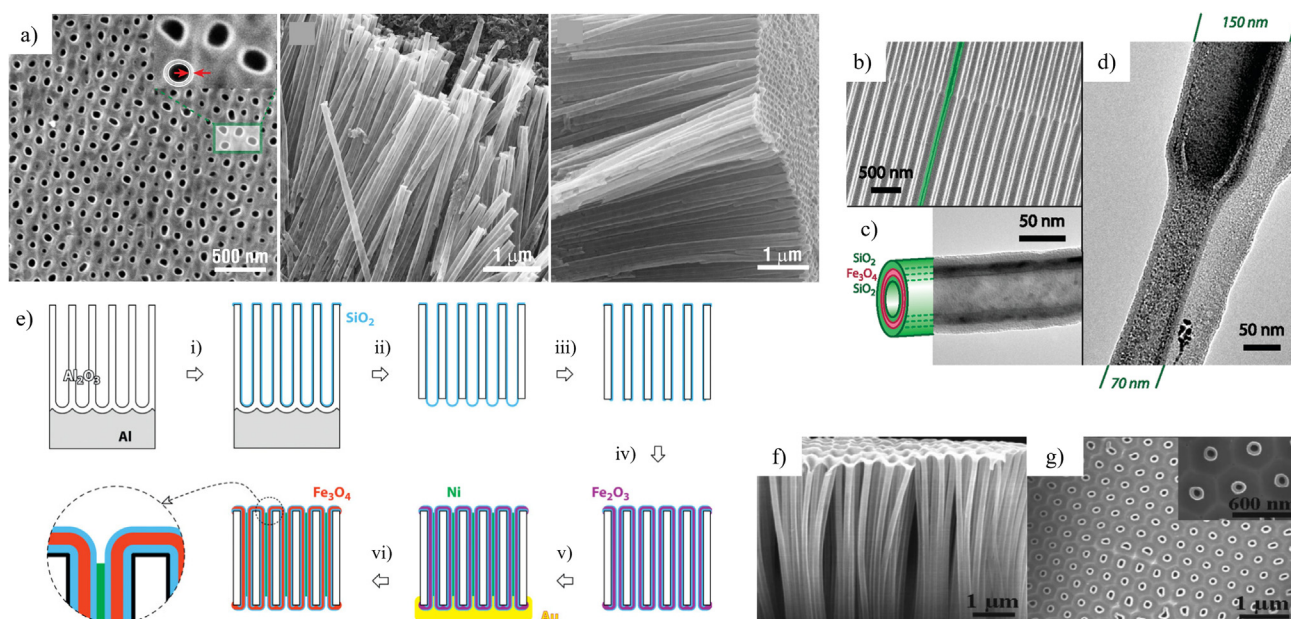 a)
500 nm
1 µm
1 µm
b)
500 nm
c)
50 nm
SiO₂
Fe₃O₄
SiO₂
150 nm
d)
50 nm
70 nm
e)
Al₂O₃
Al
i)
SiO₂
ii)
iii)
iv)
Fe₂O₃
v)
Ni
Au
vi)
Fe₃O₄
f)
1 µm
g)
600 nm
1 µm